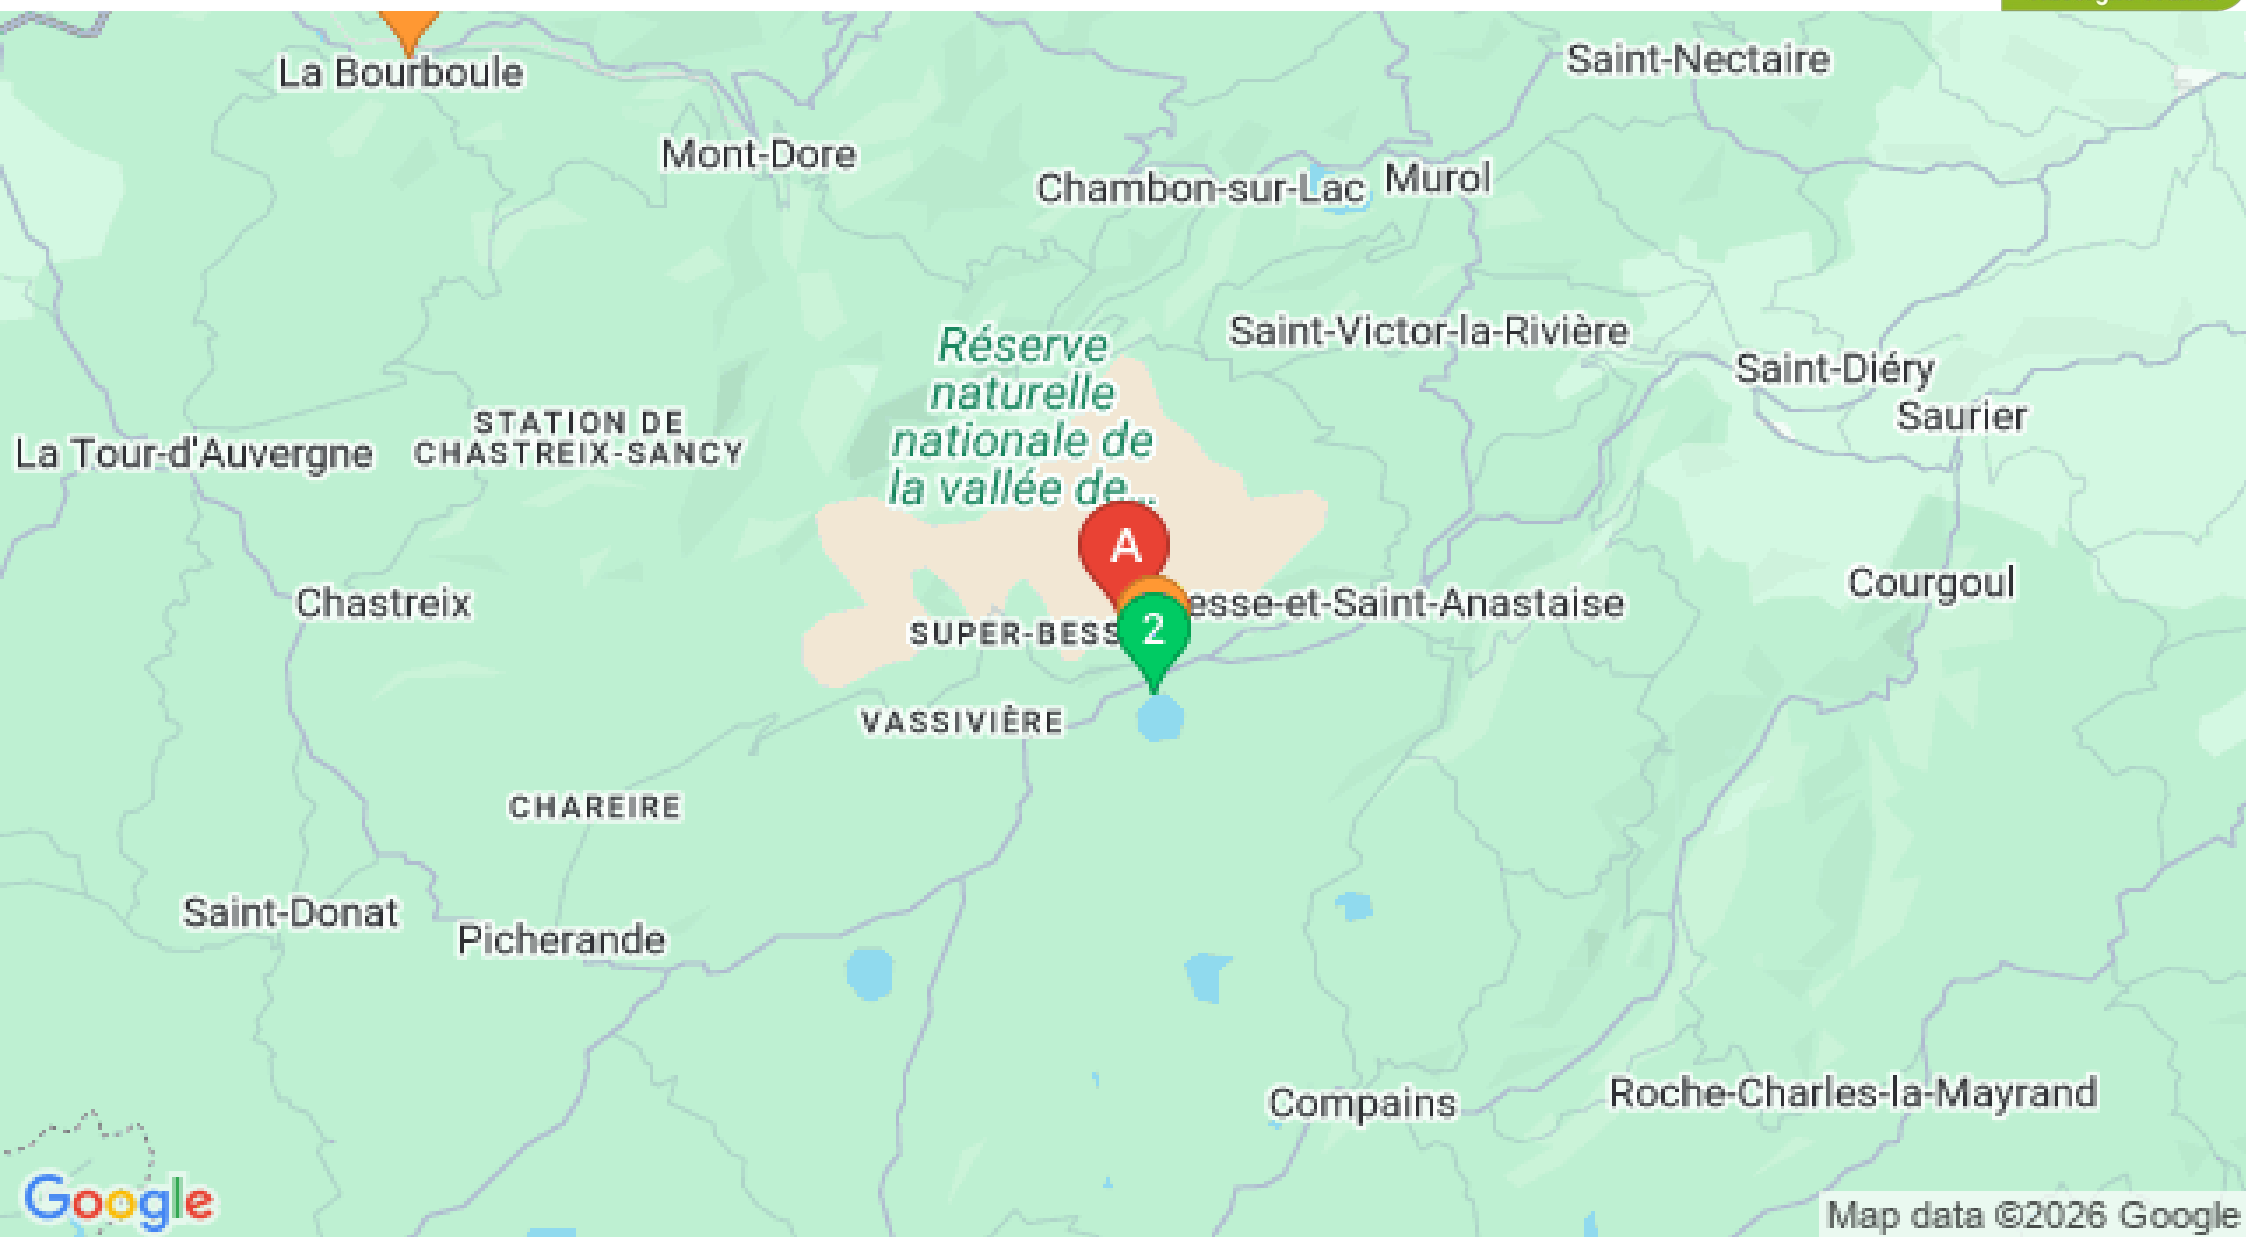 La Bourboule
Saint-Nectaire
Mont-Dore
Chambon-sur-Lac
Murol
Saint-Victor-la-Rivière
Réserve
naturelle
nationale de
la vallée de...
Saint-Diéry
Saurier
STATION DE
CHASTREIX-SANCY
La Tour-d'Auvergne
A
Courgoul
Chastreix
esse-et-Saint-Anastaise
SUPER-BESS
2
VASSIVIÈRE
CHAREIRE
Saint-Donat
Picherande
Compains
Roche-Charles-la-Mayrand
Google
Map data ©2026 Google